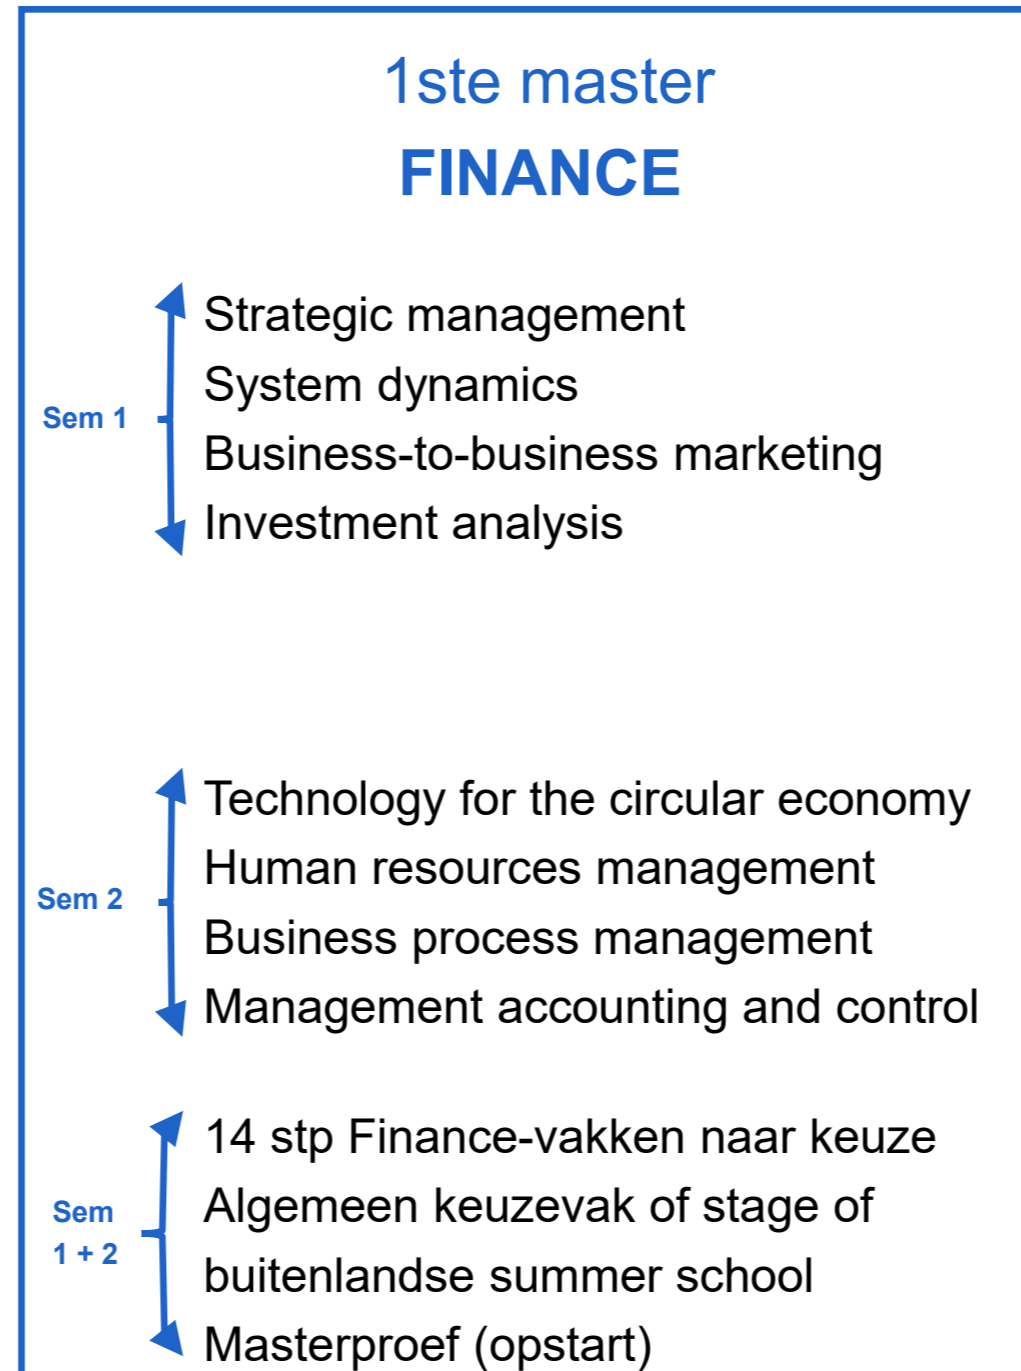 1ste master
FINANCE
Sem 1
Strategic management
System dynamics
Business-to-business marketing
Investment analysis
Sem 2
Technology for the circular economy
Human resources management
Business process management
Management accounting and control
Sem
1 + 2
14 stp Finance-vakken naar keuze
Algemeen keuzevak of stage of
buitenlandse summer school
Masterproef (opstart)